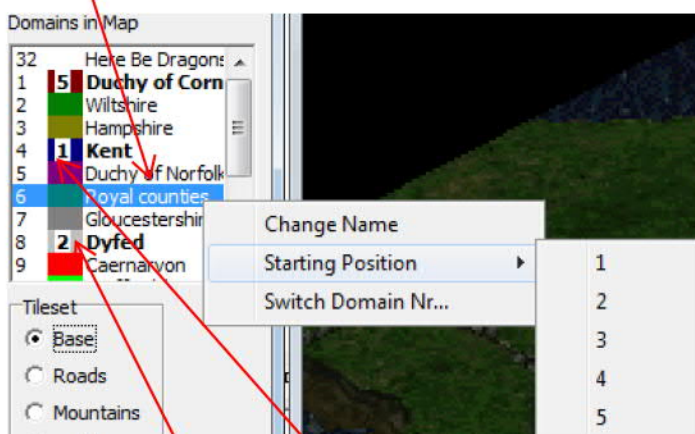 Domains in Map
32 Here Be Dragons
1 5 Duchy of Corn
2 Wiltshire
3 Hampshire
4 1 Kent
5 Duchy of Norfolk
6 Royal counties
7 Gloucestershir
8 2 Dyfed
9 Caernarvon
Change Name
Starting Position
Switch Domain Nr...
1
2
3
4
5
Tileset
Base
Roads
Mountains